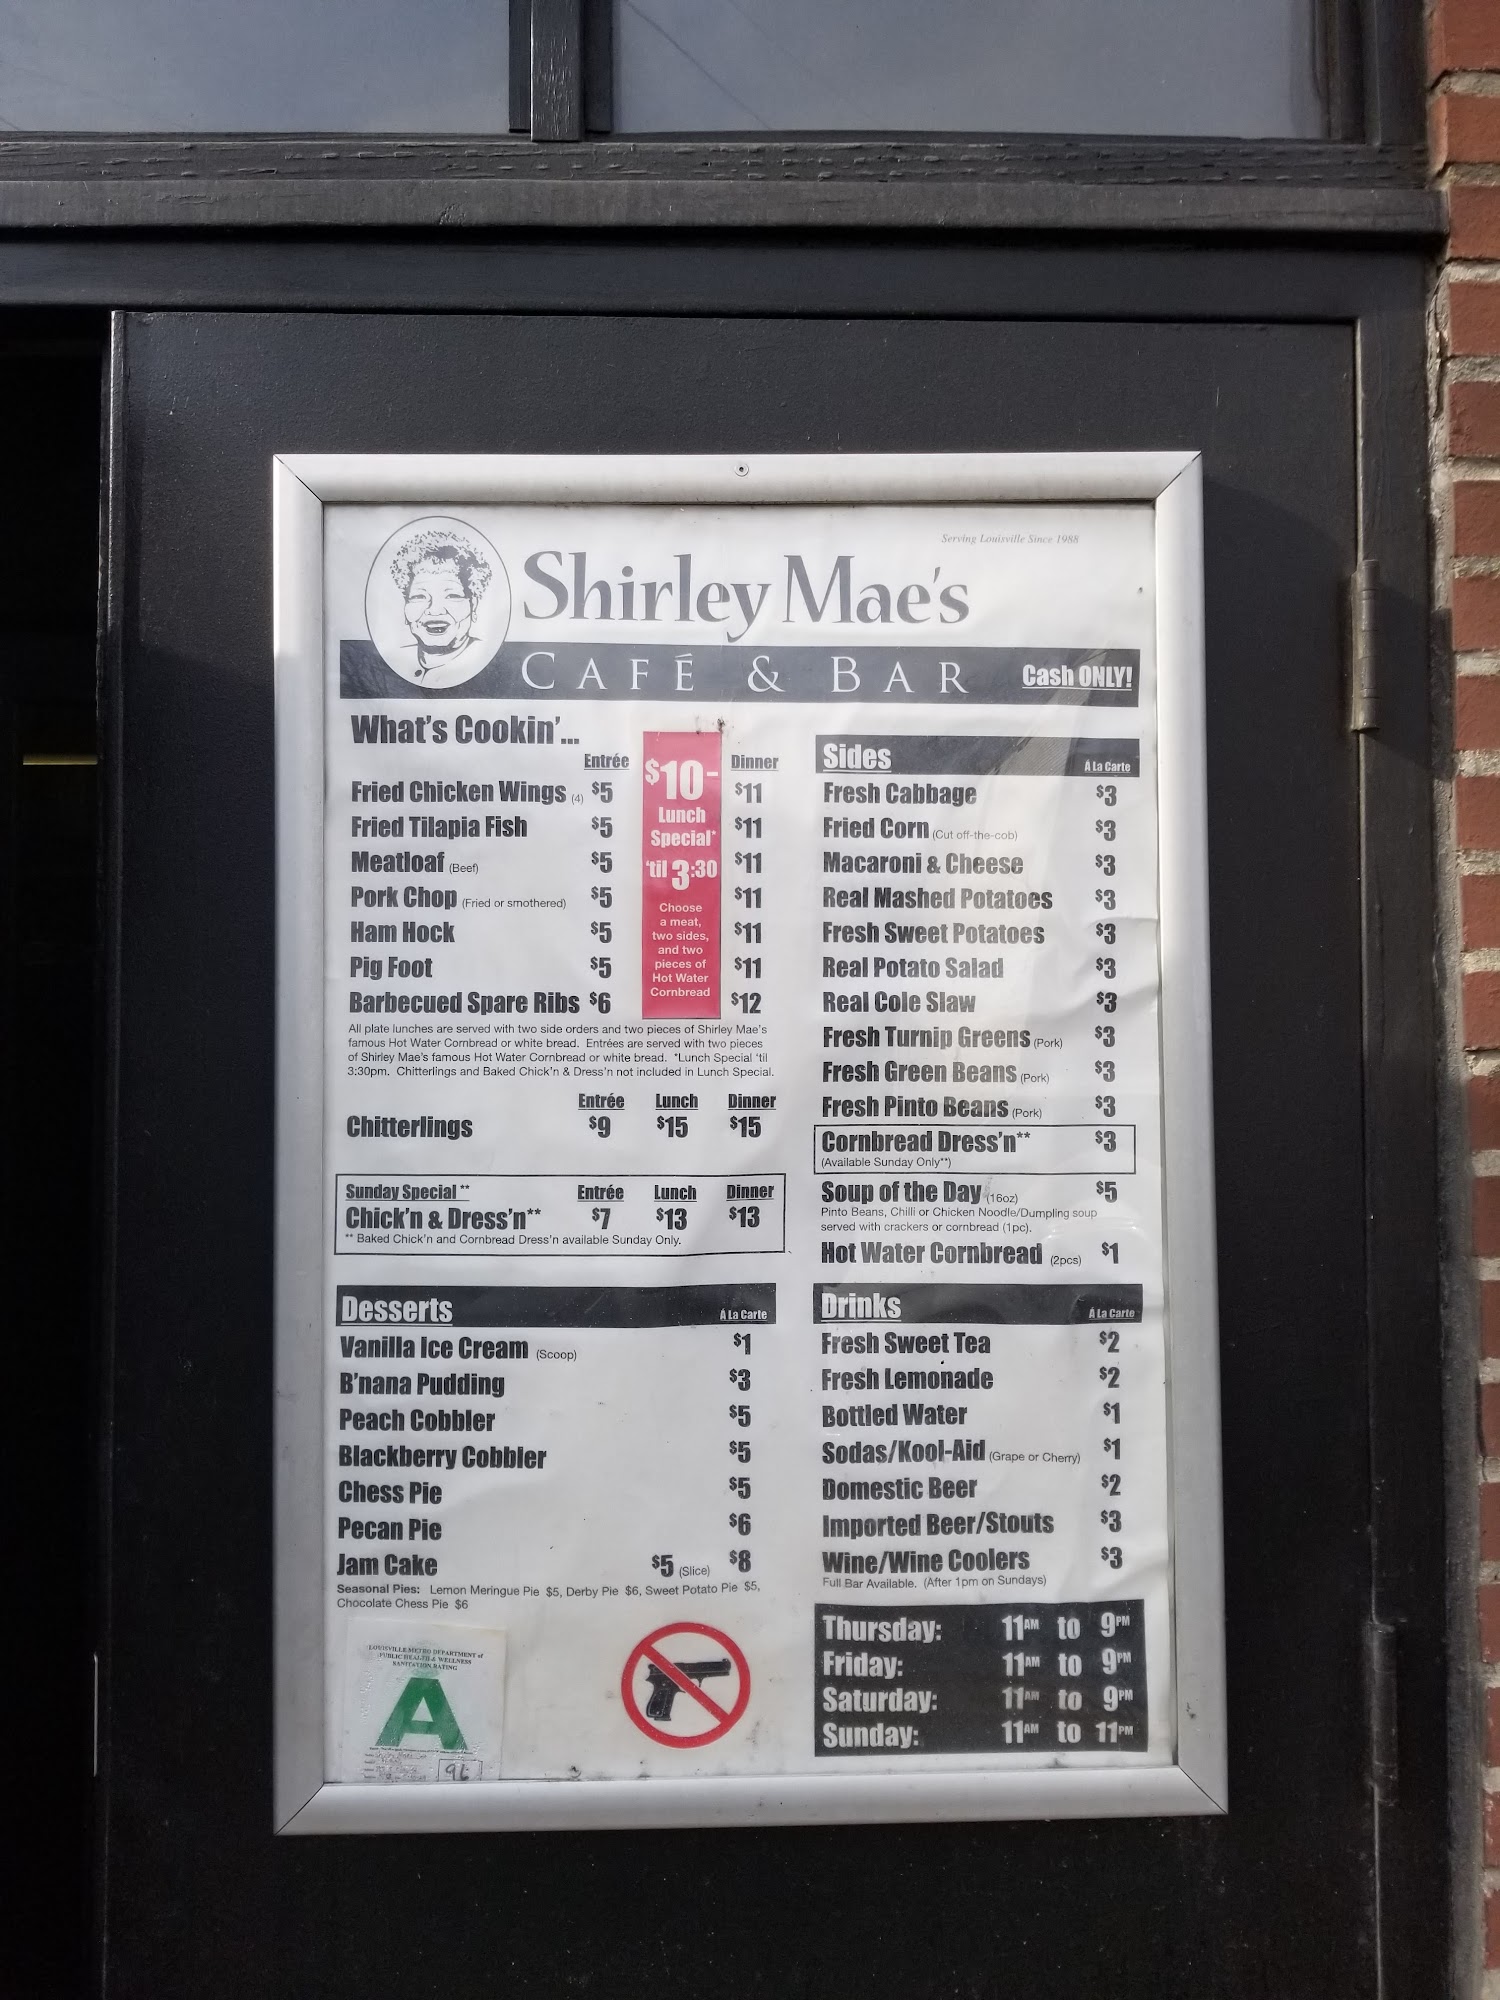 Serving Louisville Since 1988
Shirley Mae's
CAFÉ & BAR
Cash ONLY!
What's Cookin'...
Entrée Dinner
Fried Chicken Wings (4) $5 $11
Fried Tilapia Fish $5 $11
Meatloaf (Beef) $5 $11
Pork Chop (Fried or smothered) $5 $11
Ham Hock $5 $11
Pig Foot $5 $11
Barbecued Spare Ribs $6 $12
$10-
Lunch
Special*
'til 3:30
Choose
a meat,
two sides,
and two
pieces of
Hot Water
Cornbread
All plate lunches are served with two side orders and two pieces of Shirley Mae's
famous Hot Water Cornbread or white bread. Entrées are served with two pieces
of Shirley Mae's famous Hot Water Cornbread or white bread. *Lunch Special 'til
3:30pm. Chitterlings and Baked Chick'n & Dress'n not included in Lunch Special.
Entrée Lunch Dinner
Chitterlings $9 $15 $15
Sunday Special ** Entrée Lunch Dinner
Chick'n & Dress'n** $7 $13 $13
** Baked Chick'n and Cornbread Dress'n available Sunday Only.
Desserts Á La Carte
Vanilla Ice Cream (Scoop) $1
B'nana Pudding $3
Peach Cobbler $5
Blackberry Cobbler $5
Chess Pie $5
Pecan Pie $6
Jam Cake $5 (Slice) $8
Seasonal Pies: Lemon Meringue Pie $5, Derby Pie $6, Sweet Potato Pie $5,
Chocolate Chess Pie $6
LOUISVILLE METRO DEPARTMENT of
PUBLIC HEALTH & WELLNESS
SANITATION RATING
A
Sides Á La Carte
Fresh Cabbage $3
Fried Corn (Cut off-the-cob) $3
Macaroni & Cheese $3
Real Mashed Potatoes $3
Fresh Sweet Potatoes $3
Real Potato Salad $3
Real Cole Slaw $3
Fresh Turnip Greens (Pork) $3
Fresh Green Beans (Pork) $3
Fresh Pinto Beans (Pork) $3
Cornbread Dress'n** $3
(Available Sunday Only**)
Soup of the Day (16oz) $5
Pinto Beans, Chilli or Chicken Noodle/Dumpling soup
served with crackers or cornbread (1pc).
Hot Water Cornbread (2pcs) $1
Drinks Á La Carte
Fresh Sweet Tea $2
Fresh Lemonade $2
Bottled Water $1
Sodas/Kool-Aid (Grape or Cherry) $1
Domestic Beer $2
Imported Beer/Stouts $3
Wine/Wine Coolers $3
Full Bar Available. (After 1pm on Sundays)
Thursday: 11AM to 9PM
Friday: 11AM to 9PM
Saturday: 11AM to 9PM
Sunday: 11AM to 11PM